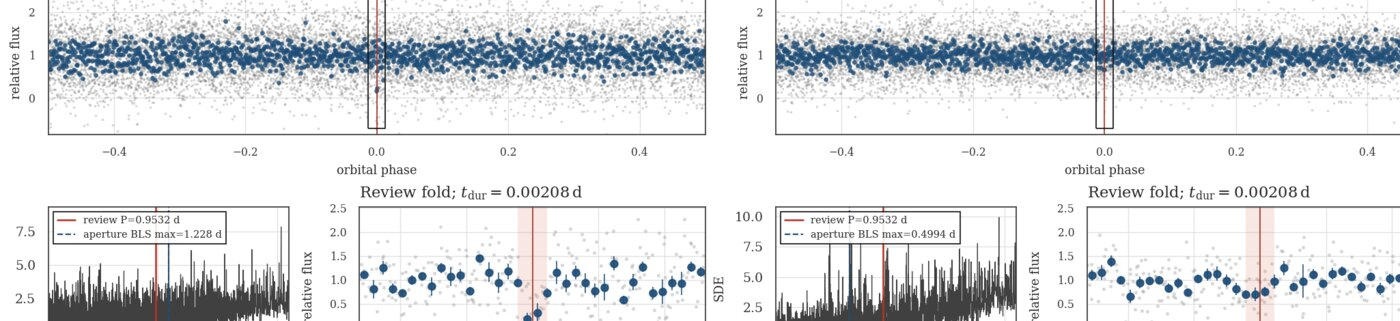 2
2
relative flux
relative flux
1
1
0
0
−0.4
−0.2
0.0
0.2
0.4
−0.4
−0.2
0.0
0.2
0.4
orbital phase
orbital phase
Review fold; t_dur = 0.00208 d
Review fold; t_dur = 0.00208 d
review P=0.9532 d
aperture BLS max=1.228 d
7.5
5.0
2.5
2.5
2.0
1.5
1.0
0.5
relative flux
review P=0.9532 d
aperture BLS max=0.4994 d
SDE
10.0
7.5
5.0
2.5
2.5
2.0
1.5
1.0
0.5
relative flux